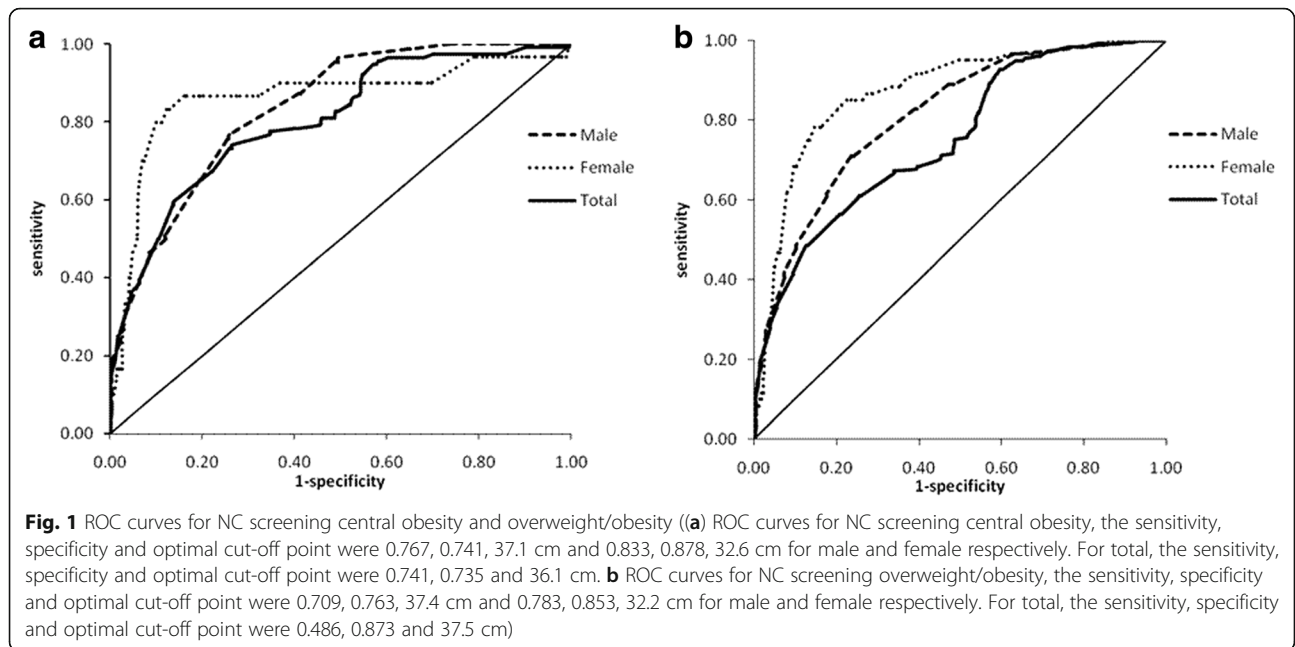 a
1.00
0.80
0.60
0.40
0.20
0.00
sensitivity
0.00 0.20 0.40 0.60 0.80 1.00
1-specificity
Male
Female
Total
b
1.00
0.80
0.60
0.40
0.20
0.00
sensitivity
0.00 0.20 0.40 0.60 0.80 1.00
1-specificity
Male
Female
Total
Fig. 1 ROC curves for NC screening central obesity and overweight/obesity ((a) ROC curves for NC screening central obesity, the sensitivity,
specificity and optimal cut-off point were 0.767, 0.741, 37.1 cm and 0.833, 0.878, 32.6 cm for male and female respectively. For total, the sensitivity,
specificity and optimal cut-off point were 0.741, 0.735 and 36.1 cm. b ROC curves for NC screening overweight/obesity, the sensitivity, specificity
and optimal cut-off point were 0.709, 0.763, 37.4 cm and 0.783, 0.853, 32.2 cm for male and female respectively. For total, the sensitivity, specificity
and optimal cut-off point were 0.486, 0.873 and 37.5 cm)